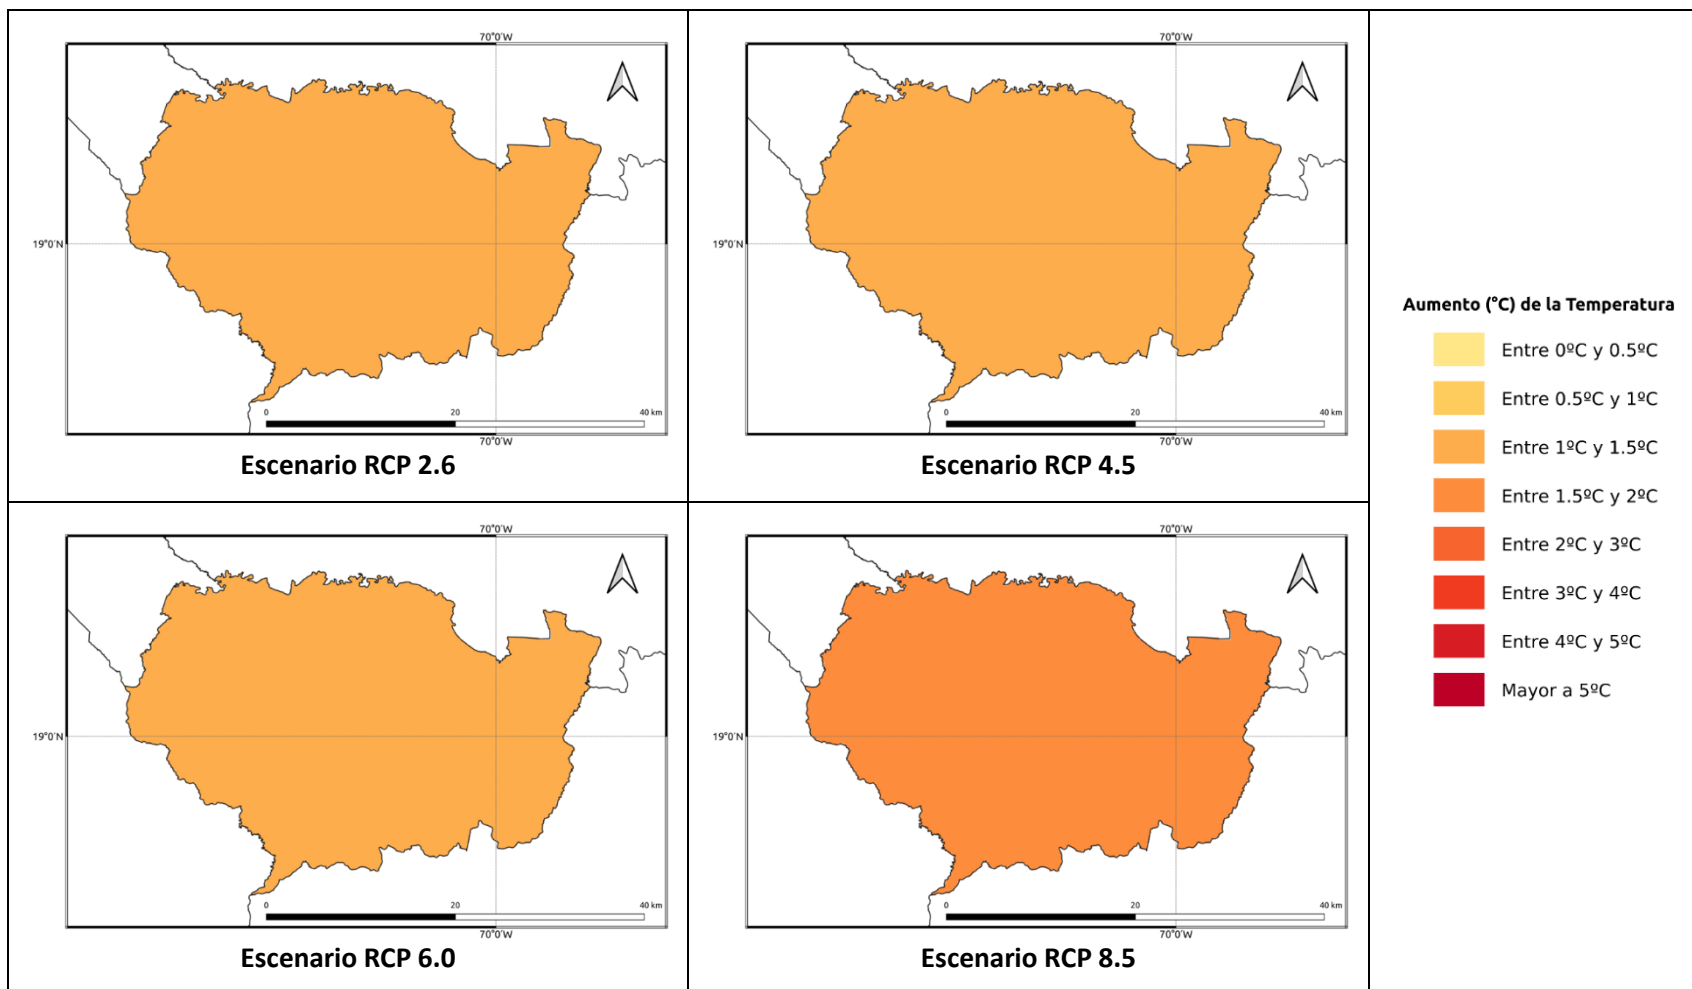 70°0′W
19°0′N
0 20 40 km
70°0′W
Escenario RCP 2.6
70°0′W
19°0′N
0 20 40 km
70°0′W
Escenario RCP 4.5
70°0′W
19°0′N
0 20 40 km
70°0′W
Escenario RCP 6.0
70°0′W
19°0′N
0 20 40 km
70°0′W
Escenario RCP 8.5
Aumento (°C) de la Temperatura
Entre 0ºC y 0.5ºC
Entre 0.5ºC y 1ºC
Entre 1ºC y 1.5ºC
Entre 1.5ºC y 2ºC
Entre 2ºC y 3ºC
Entre 3ºC y 4ºC
Entre 4ºC y 5ºC
Mayor a 5ºC